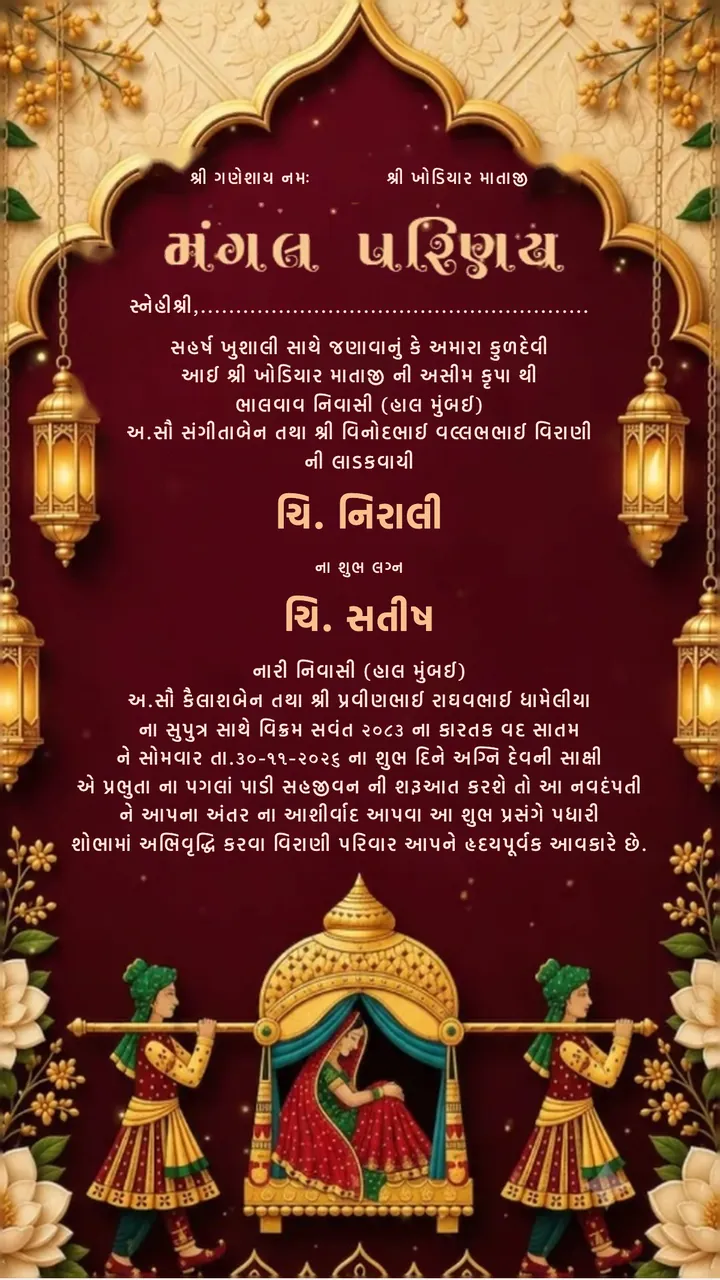 શ્રી ગણેશાય નમઃ શ્રી ખોડિયાર માતાજી
મંગલ પરિણય
સ્નેહીશ્રી,......................................................
સહર્ષ ખુશાલી સાથે જણાવાનું કે અમારા કુળદેવી
આઈ શ્રી ખોડિયાર માતાજી ની અસીમ કૃપા થી
ભાલવાવ નિવાસી (હાલ મુંબઈ)
અ.સૌ સંગીતાબેન તથા શ્રી વિનોદભાઈ વલ્લભભાઈ વિરાણી
ની લાડકવાયી
ચિ. નિરાલી
ના શુભ લગ્ન
ચિ. સતીષ
નારી નિવાસી (હાલ મુંબઈ)
અ.સૌ કૈલાશબેન તથા શ્રી પ્રવીણભાઈ રાઘવભાઈ ધામેલીયા
ના સુપુત્ર સાથે વિક્રમ સવંત ૨૦૮૩ ના કારતક વદ સાતમ
ને સોમવાર તા.૩૦-૧૧-૨૦૨૬ ના શુભ દિને અગ્નિ દેવની સાક્ષી
એ પ્રભુતા ના પગલાં પાડી સહજીવન ની શરૂઆત કરશે તો આ નવદંપતી
ને આપના અંતર ના આશીર્વાદ આપવા આ શુભ પ્રસંગે પધારી
શોભામાં અભિવૃદ્ધિ કરવા વિરાણી પરિવાર આપને હૃદયપૂર્વક આવકારે છે.